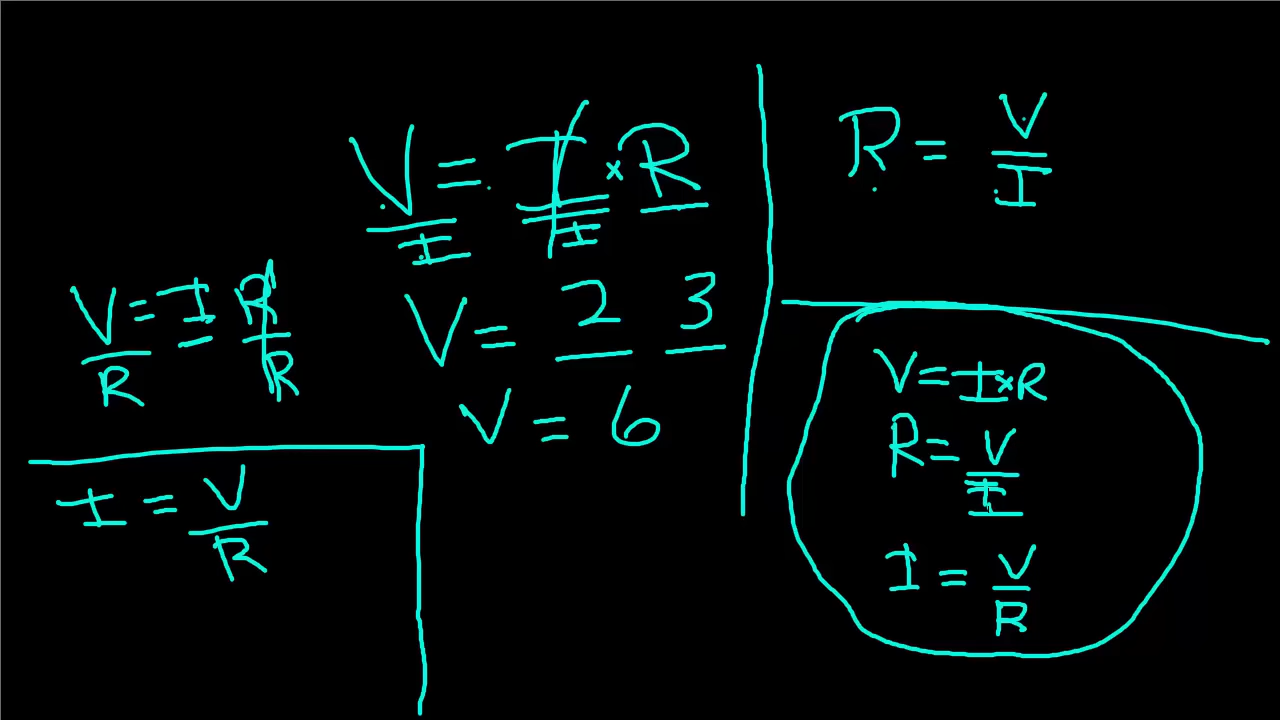 V = I × R
V/I = I/I × R
V = 2 3
V = 6
V = I R
V/R = I R/R
I = V/R
R = V/I
V = I × R
R = V/I
I = V/R